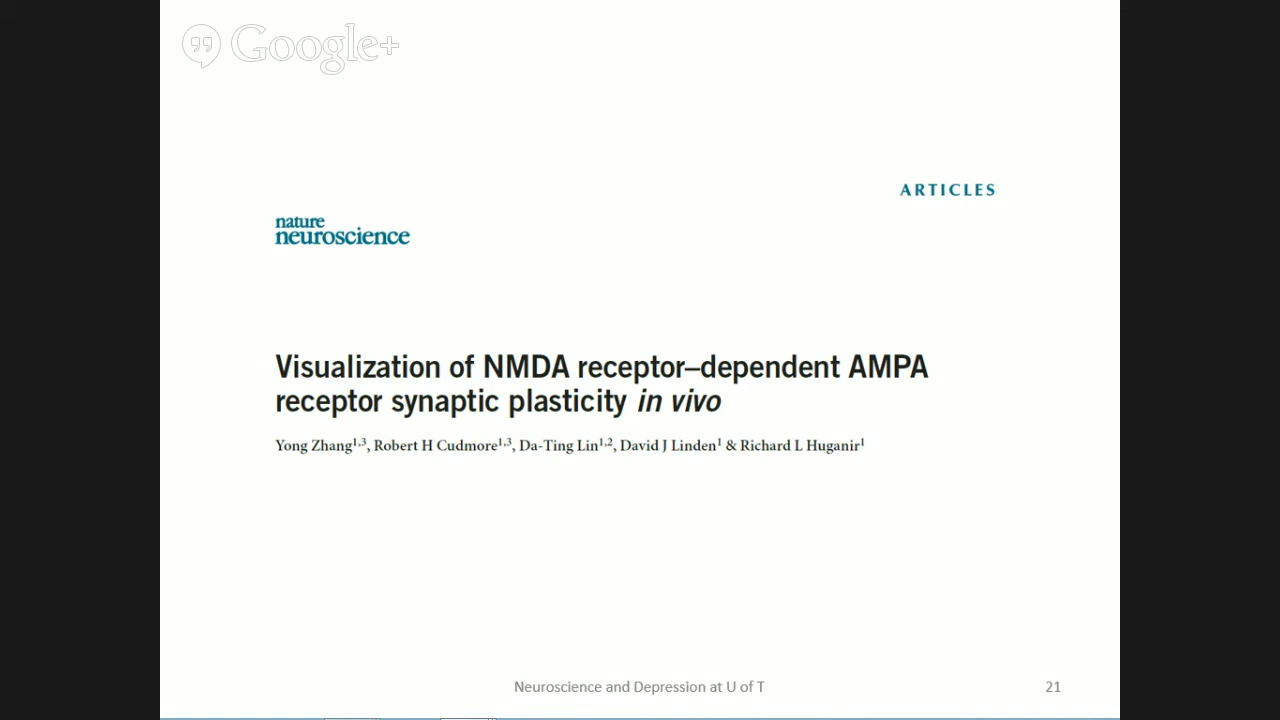 Google+
ARTICLES
nature
neuroscience
Visualization of NMDA receptor–dependent AMPA
receptor synaptic plasticity in vivo
Yong Zhang1,3, Robert H Cudmore1,3, Da-Ting Lin1,2, David J Linden1 & Richard L Huganir1
Neuroscience and Depression at U of T
21